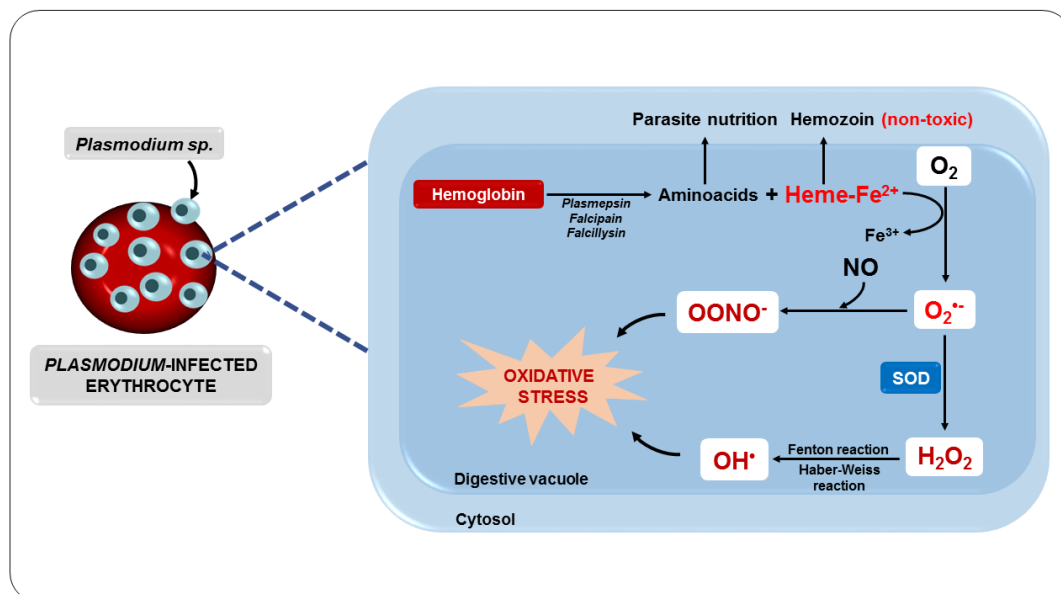 Plasmodium sp.
PLASMODIUM-INFECTED
ERYTHROCYTE
Parasite nutrition
Hemozoin (non-toxic)
Hemoglobin
Plasmepsin
Falcipain
Falcillysin
Aminoacids + Heme-Fe²⁺
O₂
Fe³⁺
NO
OONO⁻
O₂•⁻
OXIDATIVE
STRESS
SOD
OH•
Fenton reaction
Haber-Weiss
reaction
H₂O₂
Digestive vacuole
Cytosol